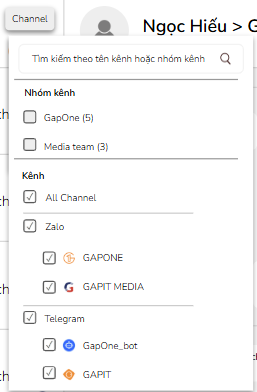 Channel
Ngọc Hiếu > G
Tìm kiếm theo tên kênh hoặc nhóm kênh
Nhóm kênh
GapOne (5)
Media team (3)
Kênh
All Channel
Zalo
GAPONE
GAPIT MEDIA
Telegram
GapOne_bot
GAPIT